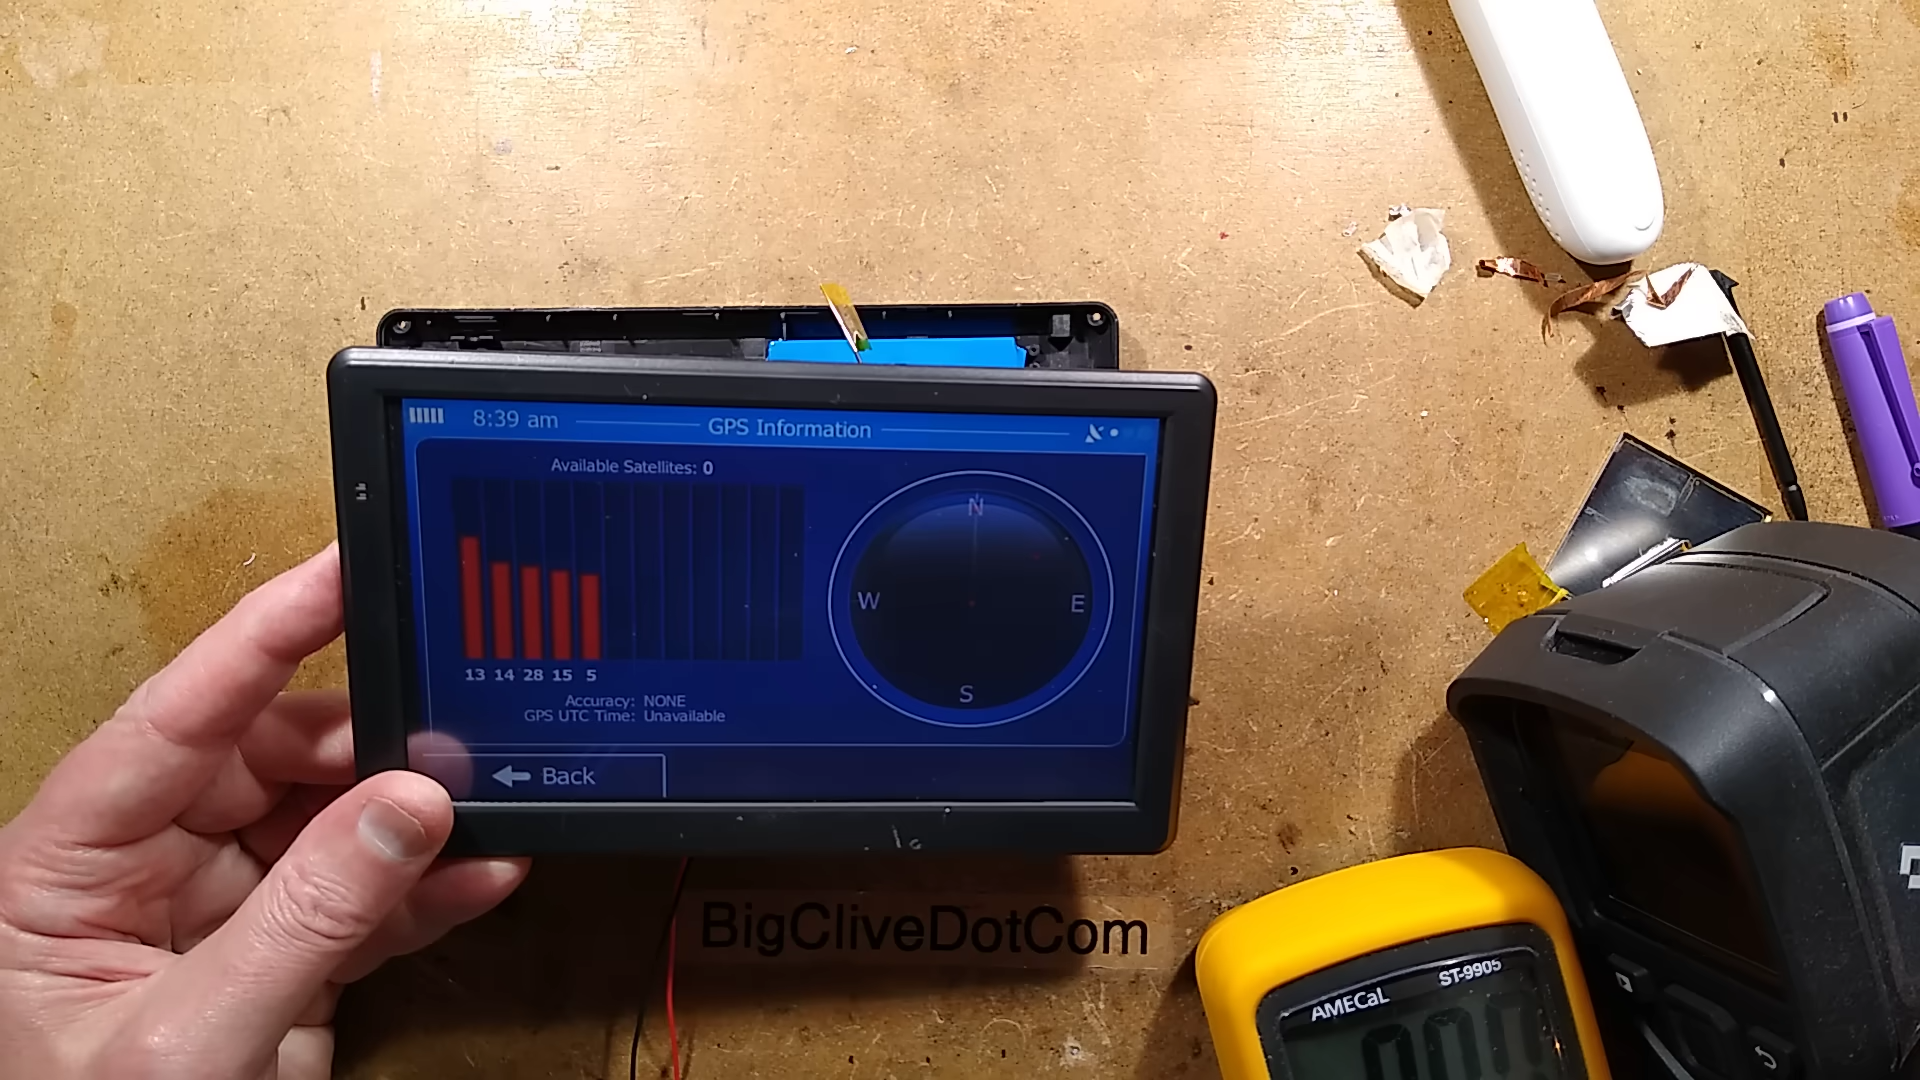 8:39 am
GPS Information
Available Satellites: 0
N
W
E
S
13 14 28 15 5
Accuracy: NONE
GPS UTC Time: Unavailable
Back
BigCliveDotCom
AMECaL
ST-9905